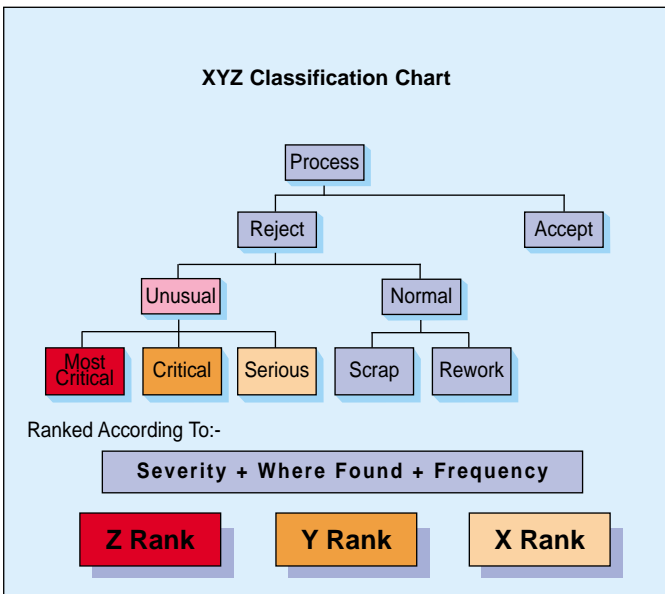 XYZ Classification Chart
Process
Reject
Accept
Unusual
Normal
Most
Critical
Critical
Serious
Scrap
Rework
Ranked According To:-
Severity + Where Found + Frequency
Z Rank
Y Rank
X Rank